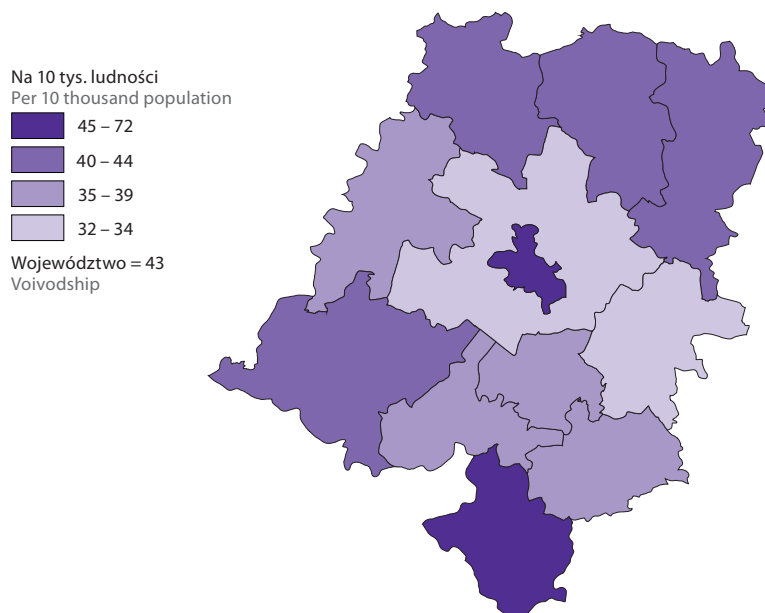 Na 10 tys. ludności
Per 10 thousand population
45 – 72
40 – 44
35 – 39
32 – 34
Województwo = 43
Voivodship